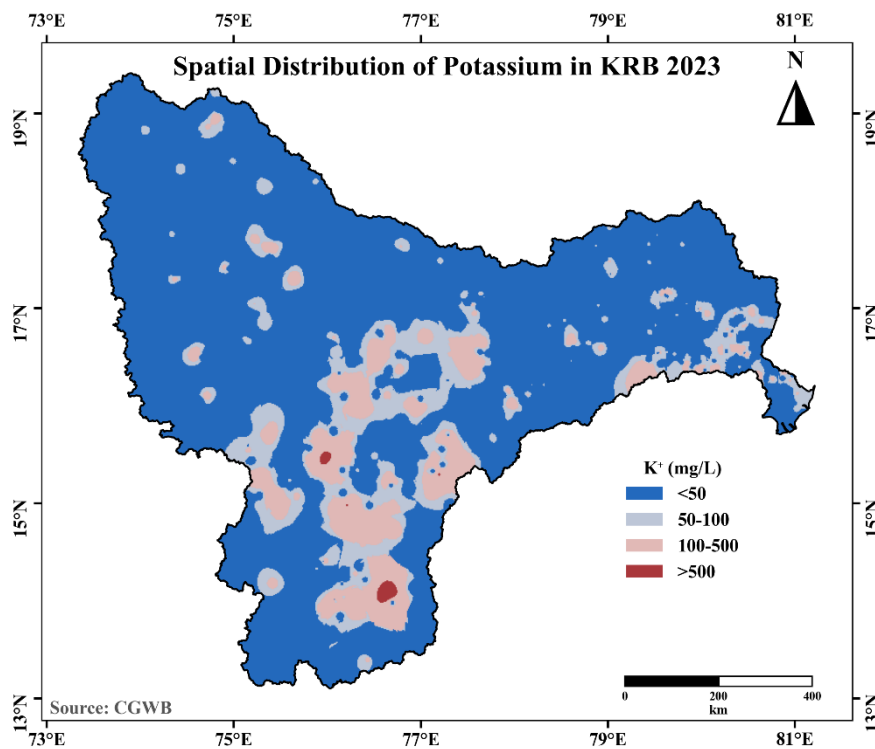 73°E 75°E 77°E 79°E 81°E
Spatial Distribution of Potassium in KRB 2023
N
19°N 19°N
17°N 17°N
K⁺ (mg/L)
<50
15°N 15°N
50-100
100-500
>500
0 200 400
km
Source: CGWB
13°N 13°N
73°E 75°E 77°E 79°E 81°E